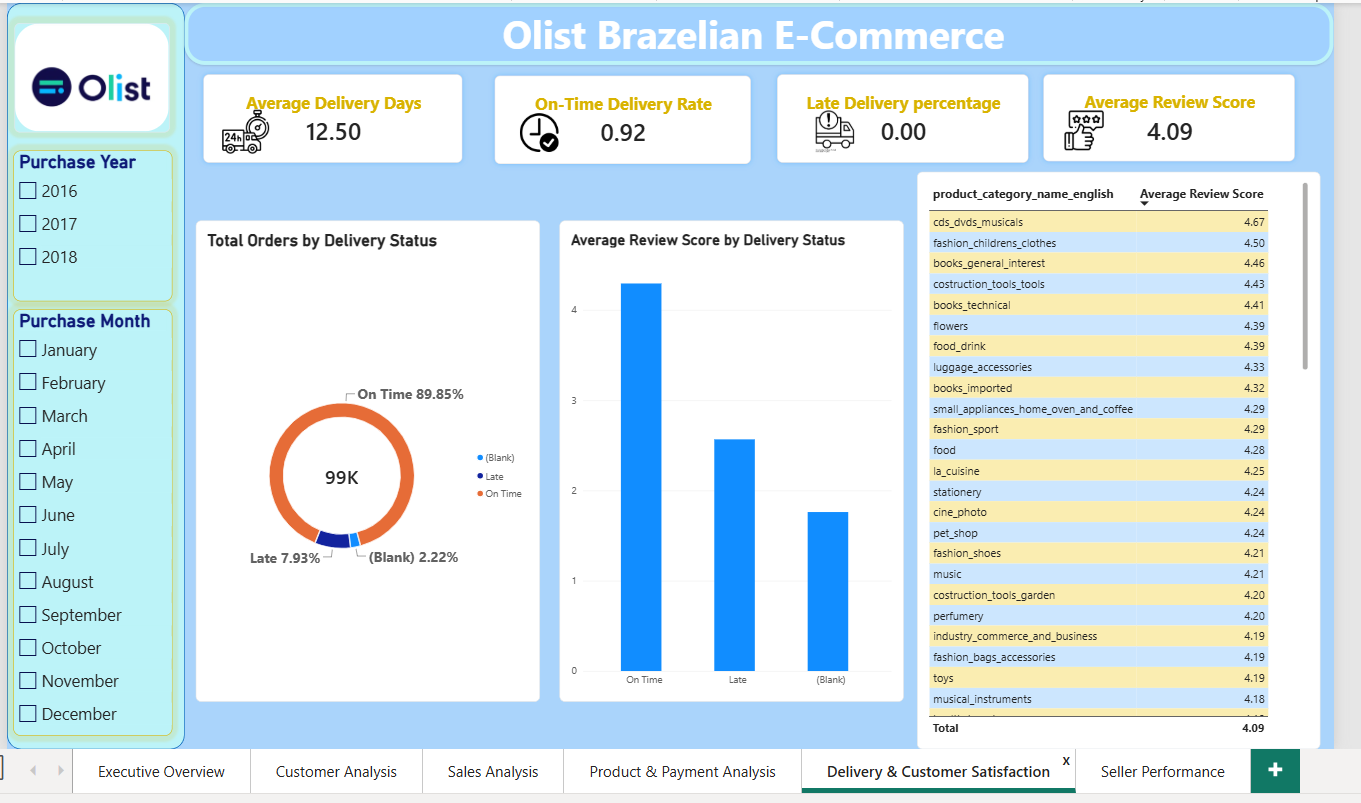 Olist
Olist Brazelian E-Commerce
Average Delivery Days
12.50
24h
On-Time Delivery Rate
0.92
Late Delivery percentage
0.00
Average Review Score
4.09
Purchase Year
2016
2017
2018
Purchase Month
January
February
March
April
May
June
July
August
September
October
November
December
Total Orders by Delivery Status
On Time 89.85%
99K
Late 7.93%
(Blank) 2.22%
(Blank)
Late
On Time
Average Review Score by Delivery Status
4
3
2
1
0
On Time
Late
(Blank)
product_category_name_english Average Review Score
cds_dvds_musicals 4.67
fashion_childrens_clothes 4.50
books_general_interest 4.46
costruction_tools_tools 4.43
books_technical 4.41
flowers 4.39
food_drink 4.39
luggage_accessories 4.33
books_imported 4.32
small_appliances_home_oven_and_coffee 4.29
fashion_sport 4.29
food 4.28
la_cuisine 4.25
stationery 4.24
cine_photo 4.24
pet_shop 4.24
fashion_shoes 4.21
music 4.21
costruction_tools_garden 4.20
perfumery 4.20
industry_commerce_and_business 4.19
fashion_bags_accessories 4.19
toys 4.19
musical_instruments 4.18
Total 4.09
Executive Overview
Customer Analysis
Sales Analysis
Product & Payment Analysis
Delivery & Customer Satisfaction
x
Seller Performance
+